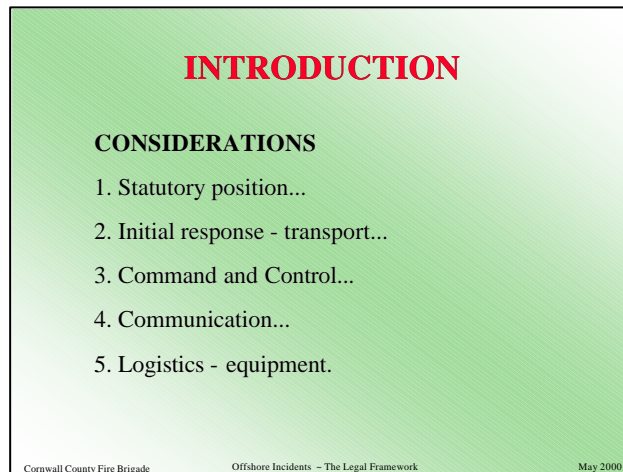 INTRODUCTION
CONSIDERATIONS
1. Statutory position...
2. Initial response - transport...
3. Command and Control...
4. Communication...
5. Logistics - equipment.
Cornwall County Fire Brigade Offshore Incidents ~ The Legal Framework May 2000